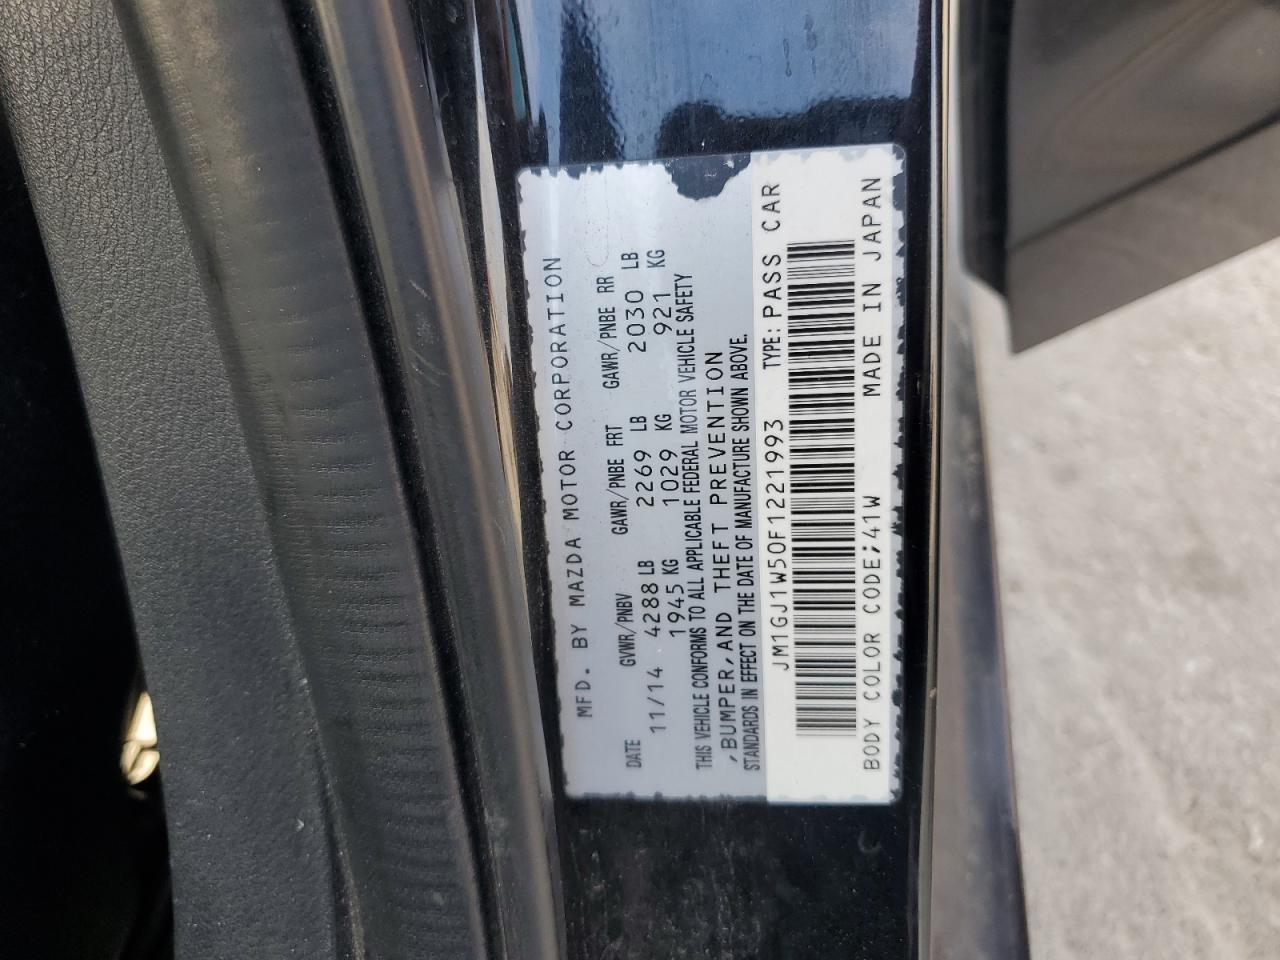 MFD. BY MAZDA MOTOR CORPORATION
DATE GVWR/PNBV GAWR/PNBE FRT GAWR/PNBE RR
11/14 4288 LB 2269 LB 2030 LB
1945 KG 1029 KG 921 KG
THIS VEHICLE CONFORMS TO ALL APPLICABLE FEDERAL MOTOR VEHICLE SAFETY
,BUMPER,AND THEFT PREVENTION
STANDARDS IN EFFECT ON THE DATE OF MANUFACTURE SHOWN ABOVE.
JM1GJ1W50F1221993 TYPE: PASS CAR
BODY COLOR CODE;41W MADE IN JAPAN